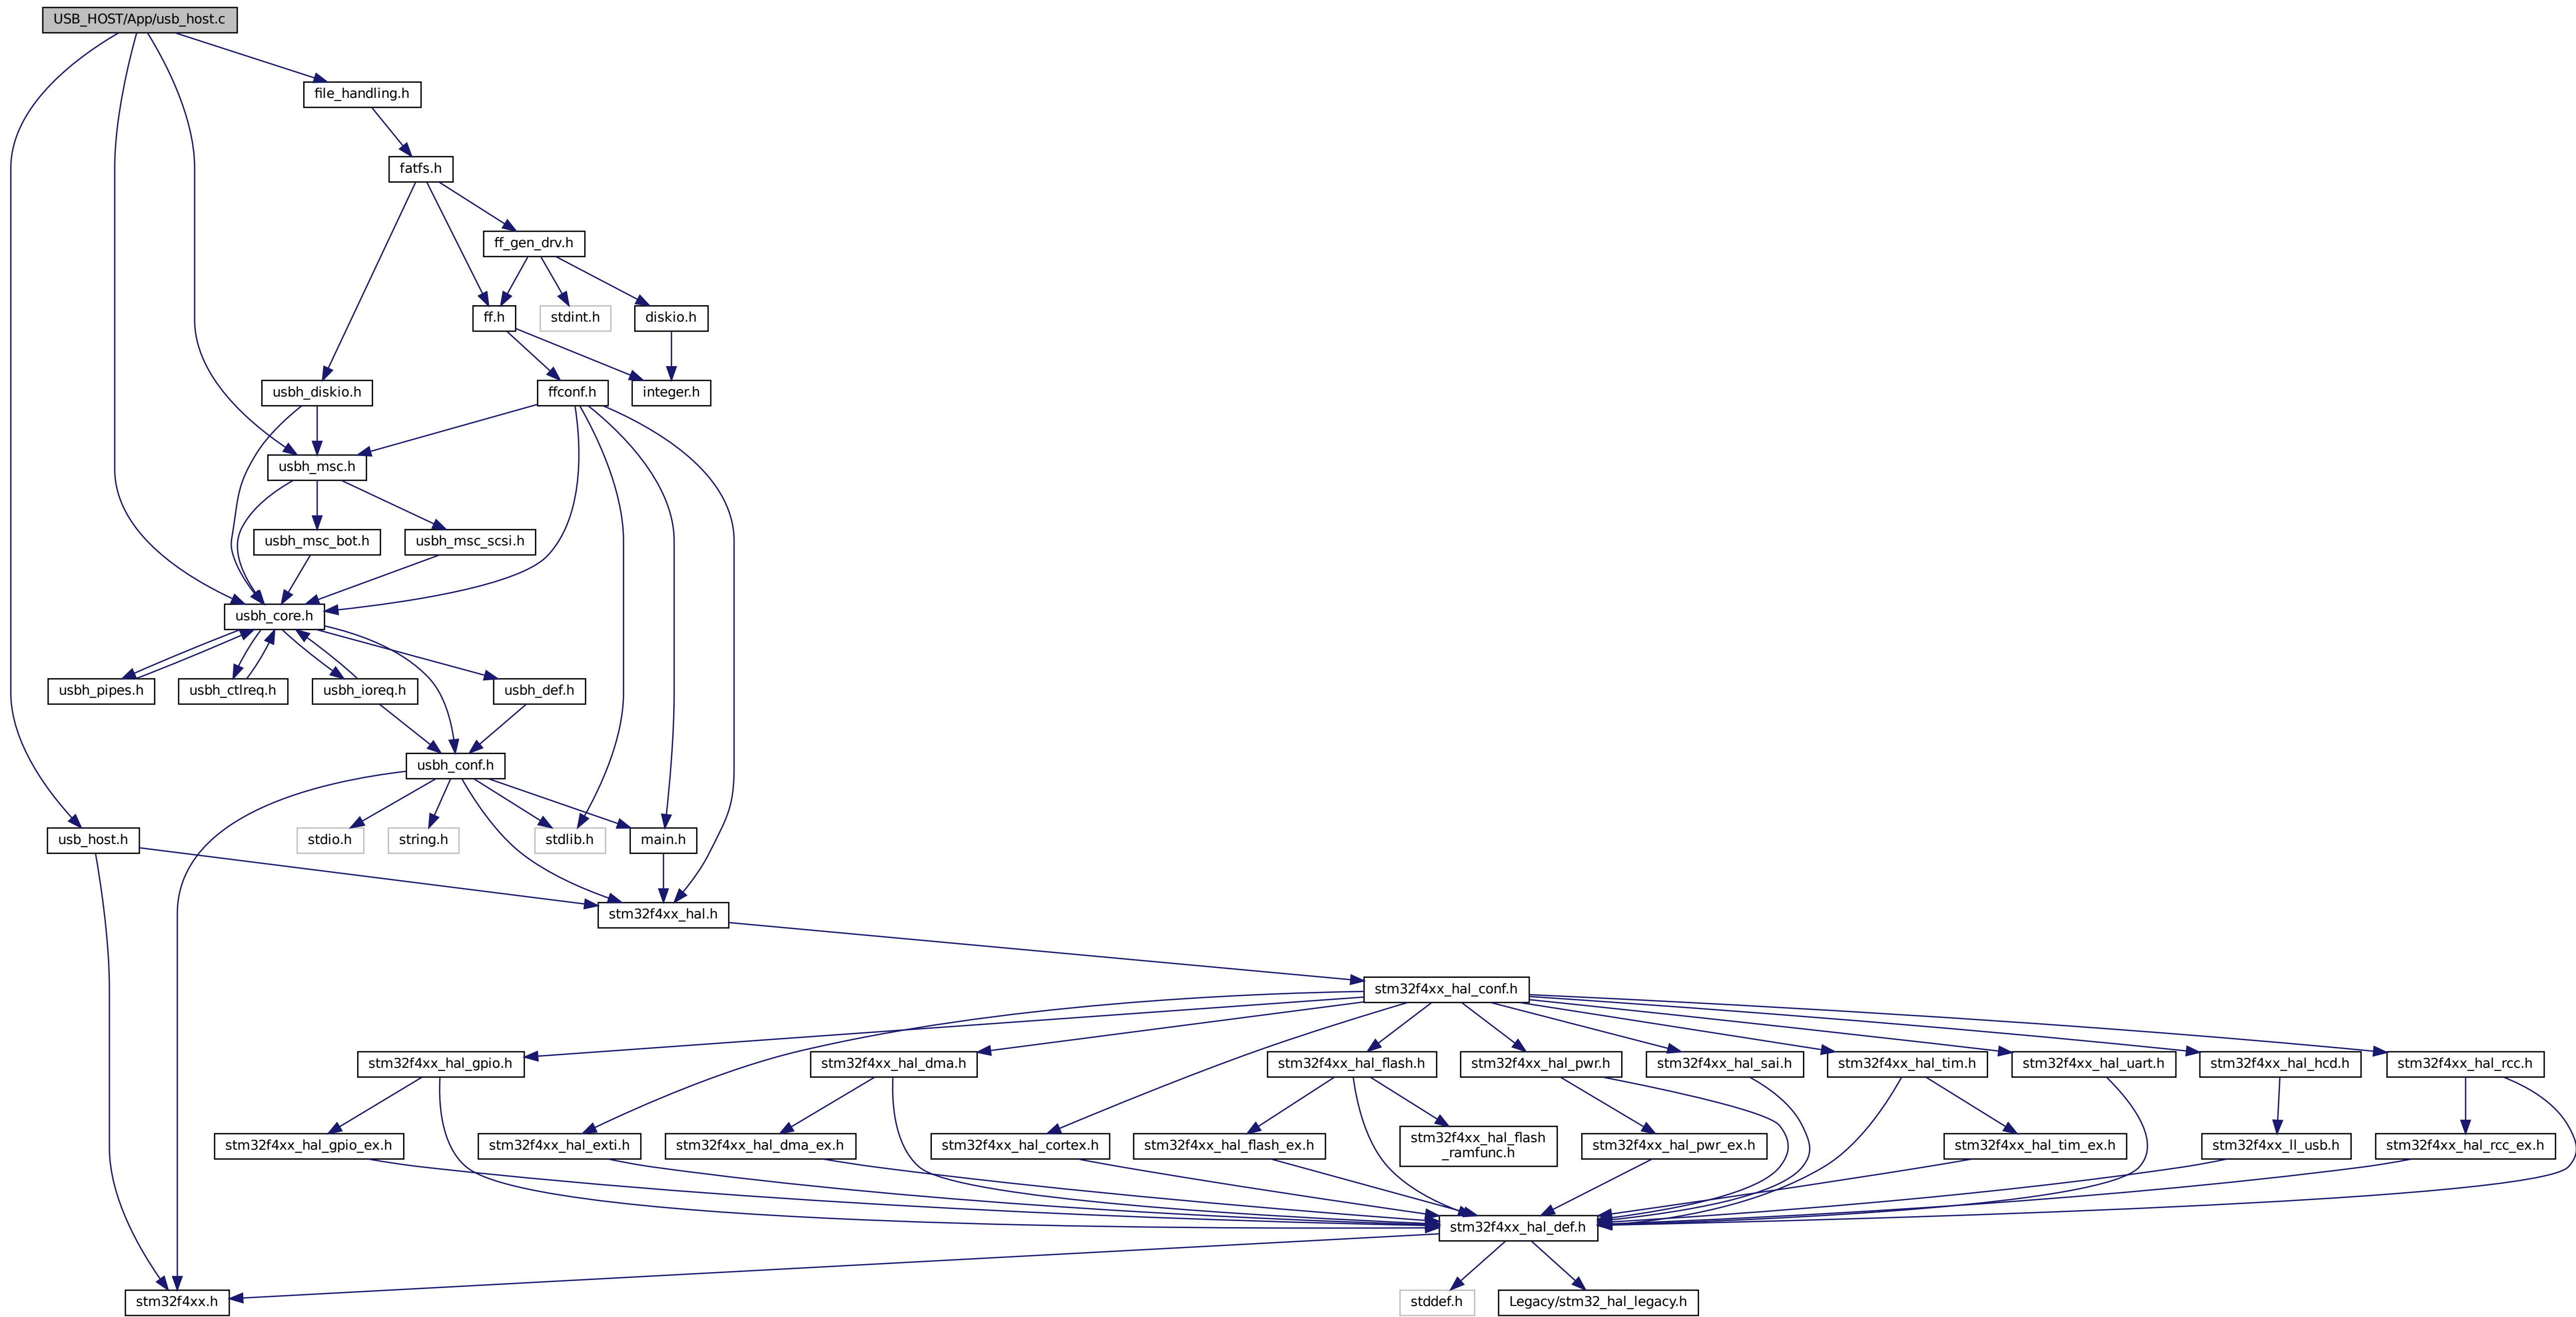 USB_HOST/App/usb_host.c
file_handling.h
fatfs.h
ff_gen_drv.h
ff.h
stdint.h
diskio.h
usbh_diskio.h
ffconf.h
integer.h
usbh_msc.h
usbh_msc_bot.h
usbh_msc_scsi.h
usbh_core.h
usbh_pipes.h
usbh_ctlreq.h
usbh_ioreq.h
usbh_def.h
usbh_conf.h
usb_host.h
stdio.h
string.h
stdlib.h
main.h
stm32f4xx_hal.h
stm32f4xx_hal_conf.h
stm32f4xx_hal_gpio.h
stm32f4xx_hal_dma.h
stm32f4xx_hal_flash.h
stm32f4xx_hal_pwr.h
stm32f4xx_hal_sai.h
stm32f4xx_hal_tim.h
stm32f4xx_hal_uart.h
stm32f4xx_hal_hcd.h
stm32f4xx_hal_rcc.h
stm32f4xx_hal_gpio_ex.h
stm32f4xx_hal_exti.h
stm32f4xx_hal_dma_ex.h
stm32f4xx_hal_cortex.h
stm32f4xx_hal_flash_ex.h
stm32f4xx_hal_flash
_ramfunc.h
stm32f4xx_hal_pwr_ex.h
stm32f4xx_hal_tim_ex.h
stm32f4xx_ll_usb.h
stm32f4xx_hal_rcc_ex.h
stm32f4xx_hal_def.h
stm32f4xx.h
stddef.h
Legacy/stm32_hal_legacy.h